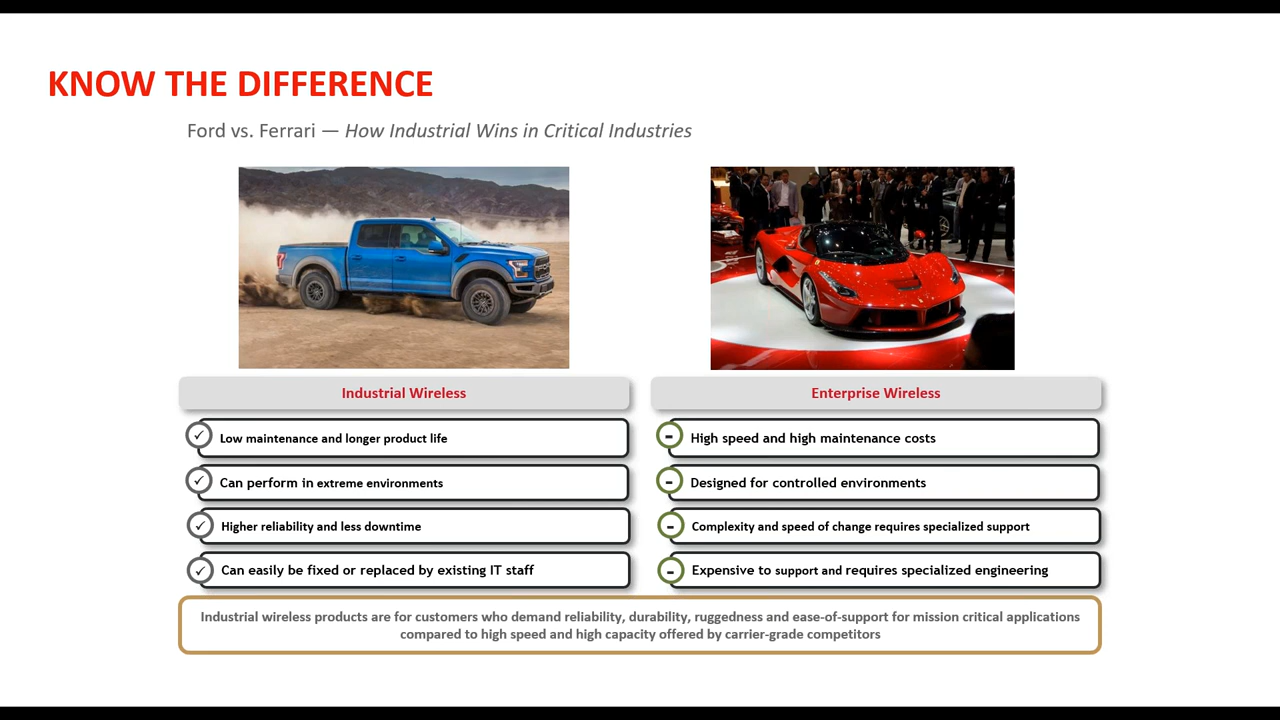 KNOW THE DIFFERENCE
Ford vs. Ferrari — How Industrial Wins in Critical Industries
Industrial Wireless
Low maintenance and longer product life
Can perform in extreme environments
Higher reliability and less downtime
Can easily be fixed or replaced by existing IT staff
Enterprise Wireless
High speed and high maintenance costs
Designed for controlled environments
Complexity and speed of change requires specialized support
Expensive to support and requires specialized engineering
Industrial wireless products are for customers who demand reliability, durability, ruggedness and ease-of-support for mission critical applications
compared to high speed and high capacity offered by carrier-grade competitors